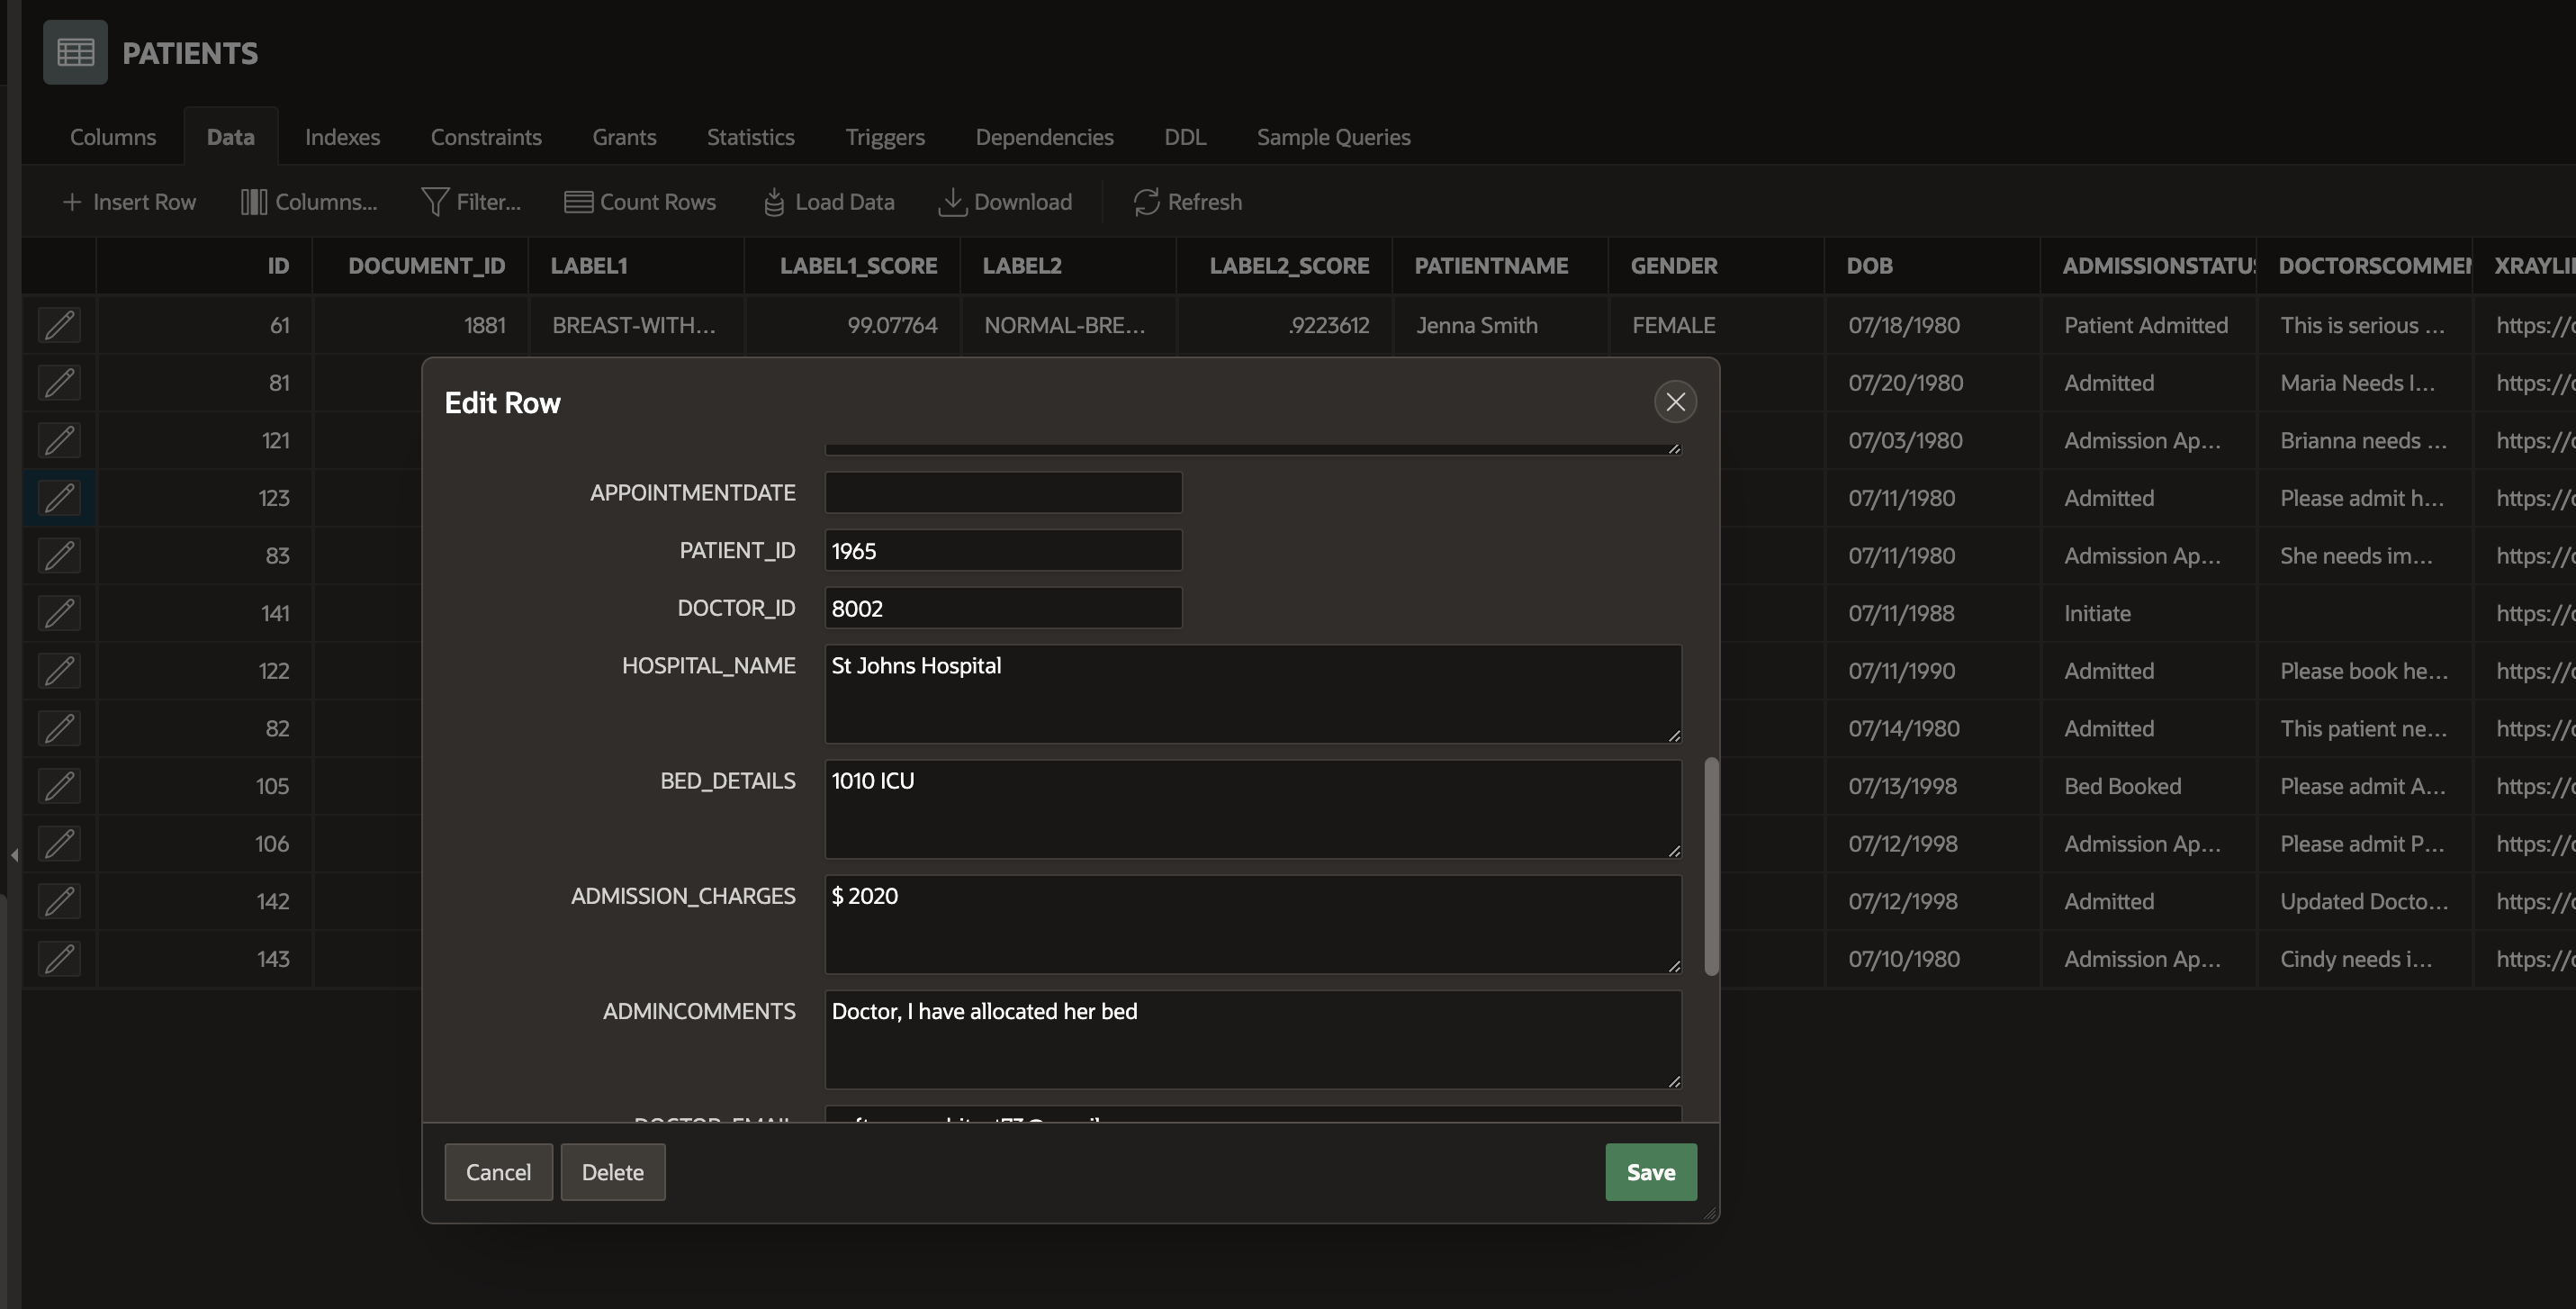 PATIENTS
Columns Data Indexes Constraints Grants Statistics Triggers Dependencies DDL Sample Queries
Insert Row Columns... Filter... Count Rows Load Data Download Refresh
ID DOCUMENT_ID LABEL1 LABEL1_SCORE LABEL2 LABEL2_SCORE PATIENTNAME GENDER DOB ADMISSIONSTATUS DOCTORSCOMMEN XRAYLI
61 1881 BREAST-WITH... 99.07764 NORMAL-BRE... .9223612 Jenna Smith FEMALE 07/18/1980 Patient Admitted This is serious ... https://
81 07/20/1980 Admitted Maria Needs I... https://
121 07/03/1980 Admission Ap... Brianna needs ... https://
123 07/11/1980 Admitted Please admit h... https://
83 07/11/1980 Admission Ap... She needs im... https://
141 07/11/1988 Initiate https://
122 07/11/1990 Admitted Please book he... https://
82 07/14/1980 Admitted This patient ne... https://
105 07/13/1998 Bed Booked Please admit A... https://
106 07/12/1998 Admission Ap... Please admit P... https://
142 07/12/1998 Admitted Updated Docto... https://
143 07/10/1980 Admission Ap... Cindy needs i... https://
Edit Row
APPOINTMENTDATE
PATIENT_ID 1965
DOCTOR_ID 8002
HOSPITAL_NAME St Johns Hospital
BED_DETAILS 1010 ICU
ADMISSION_CHARGES $ 2020
ADMINCOMMENTS Doctor, I have allocated her bed
DOCTOR_EMAIL
Cancel Delete Save